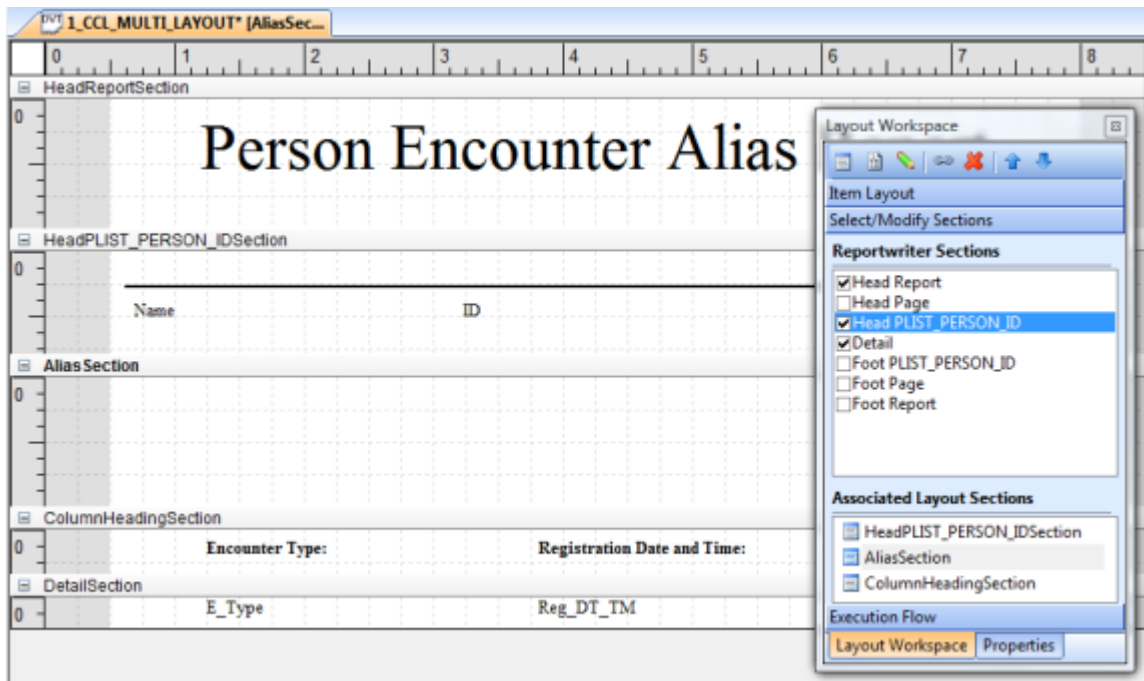 DVT 1_CCL_MULTI_LAYOUT* [AliasSec...
0 1 2 3 4 5 6 7 8
HeadReportSection
0
Person Encounter Alias
HeadPLIST_PERSON_IDSection
0
Name ID
AliasSection
0
ColumnHeadingSection
0
Encounter Type: Registration Date and Time:
DetailSection
0
E_Type Reg_DT_TM
Layout Workspace
Item Layout
Select/Modify Sections
Reportwriter Sections
Head Report
Head Page
Head PLIST_PERSON_ID
Detail
Foot PLIST_PERSON_ID
Foot Page
Foot Report
Associated Layout Sections
HeadPLIST_PERSON_IDSection
AliasSection
ColumnHeadingSection
Execution Flow
Layout Workspace Properties